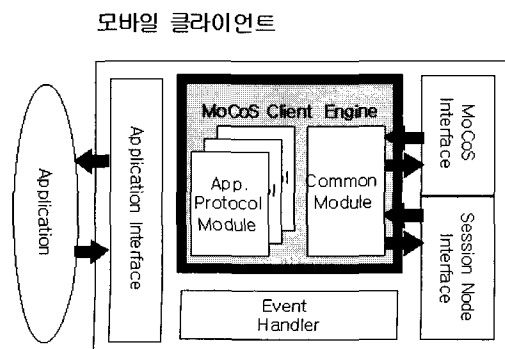 모바일 클라이언트
Application
Application Interface
MoCoS Client Engine
App.
Protocol
Module
Common
Module
MoCoS
Interface
Session Node
Interface
Event
Handler